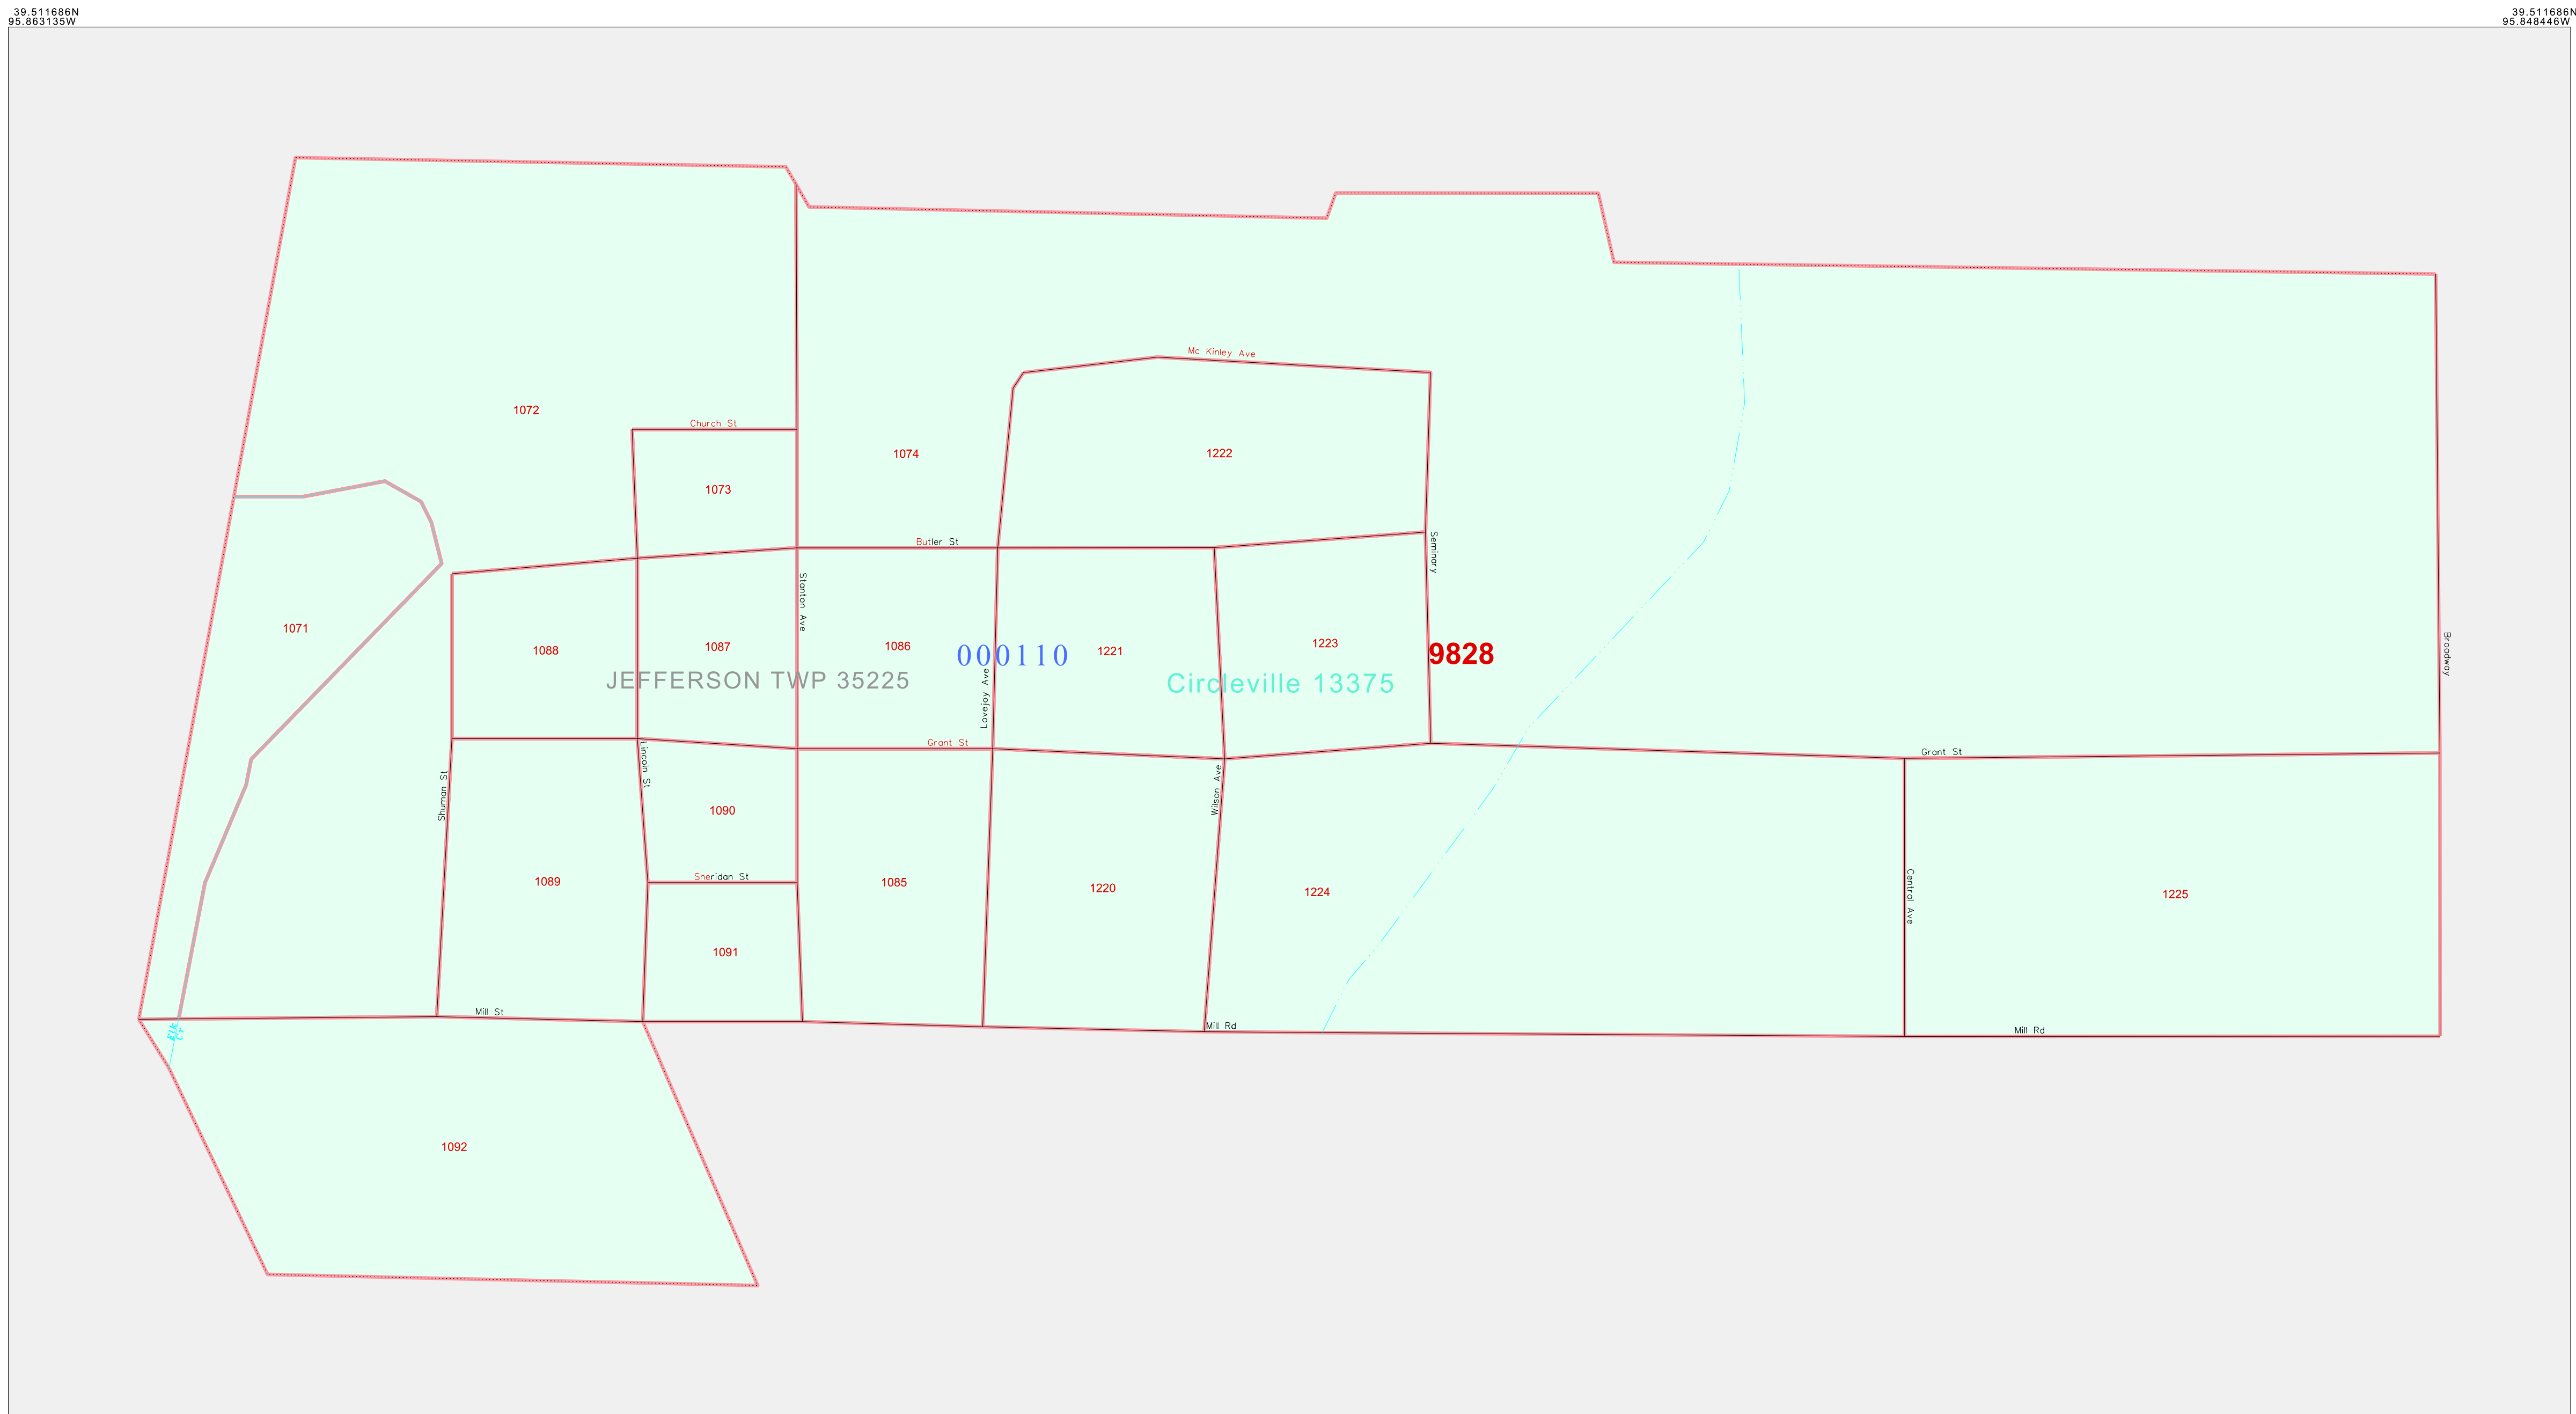 39.511686N
95.863135W
39.511686N
95.848446W
Mc Kinley Ave
1072
Church St
1074
1222
1073
Butler St
Seminary
Stanton Ave
1071
1088
1087
1086
000110
1221
1223
9828
Broadway
JEFFERSON TWP 35225
Lovejoy Ave
Circleville 13375
Grant St
Grant St
Lincoln St
Shuman St
Wilson Ave
1090
Sheridan St
1089
1085
1220
1224
Central Ave
1225
1091
Mill St
Mill Rd
Mill Rd
Elk
Cr
1092